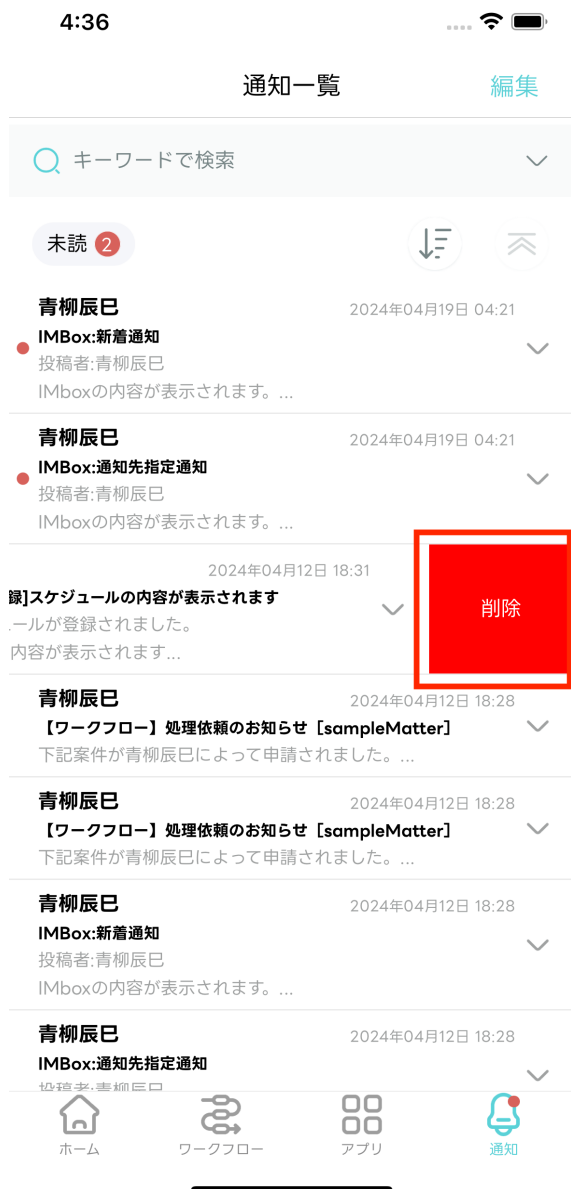 4:36
通知一覧
編集
キーワードで検索
未読 2
青柳辰巳
2024年04月19日 04:21
IMBox:新着通知
投稿者:青柳辰巳
IMboxの内容が表示されます。...
青柳辰巳
2024年04月19日 04:21
IMBox:通知先指定通知
投稿者:青柳辰巳
IMboxの内容が表示されます。...
2024年04月12日 18:31
録]スケジュールの内容が表示されます
ールが登録されました。
内容が表示されます...
削除
青柳辰巳
2024年04月12日 18:28
【ワークフロー】処理依頼のお知らせ［sampleMatter］
下記案件が青柳辰巳によって申請されました。...
青柳辰巳
2024年04月12日 18:28
【ワークフロー】処理依頼のお知らせ［sampleMatter］
下記案件が青柳辰巳によって申請されました。...
青柳辰巳
2024年04月12日 18:28
IMBox:新着通知
投稿者:青柳辰巳
IMboxの内容が表示されます。...
青柳辰巳
2024年04月12日 18:28
IMBox:通知先指定通知
投稿者:青柳辰巳
ホーム
ワークフロー
アプリ
通知